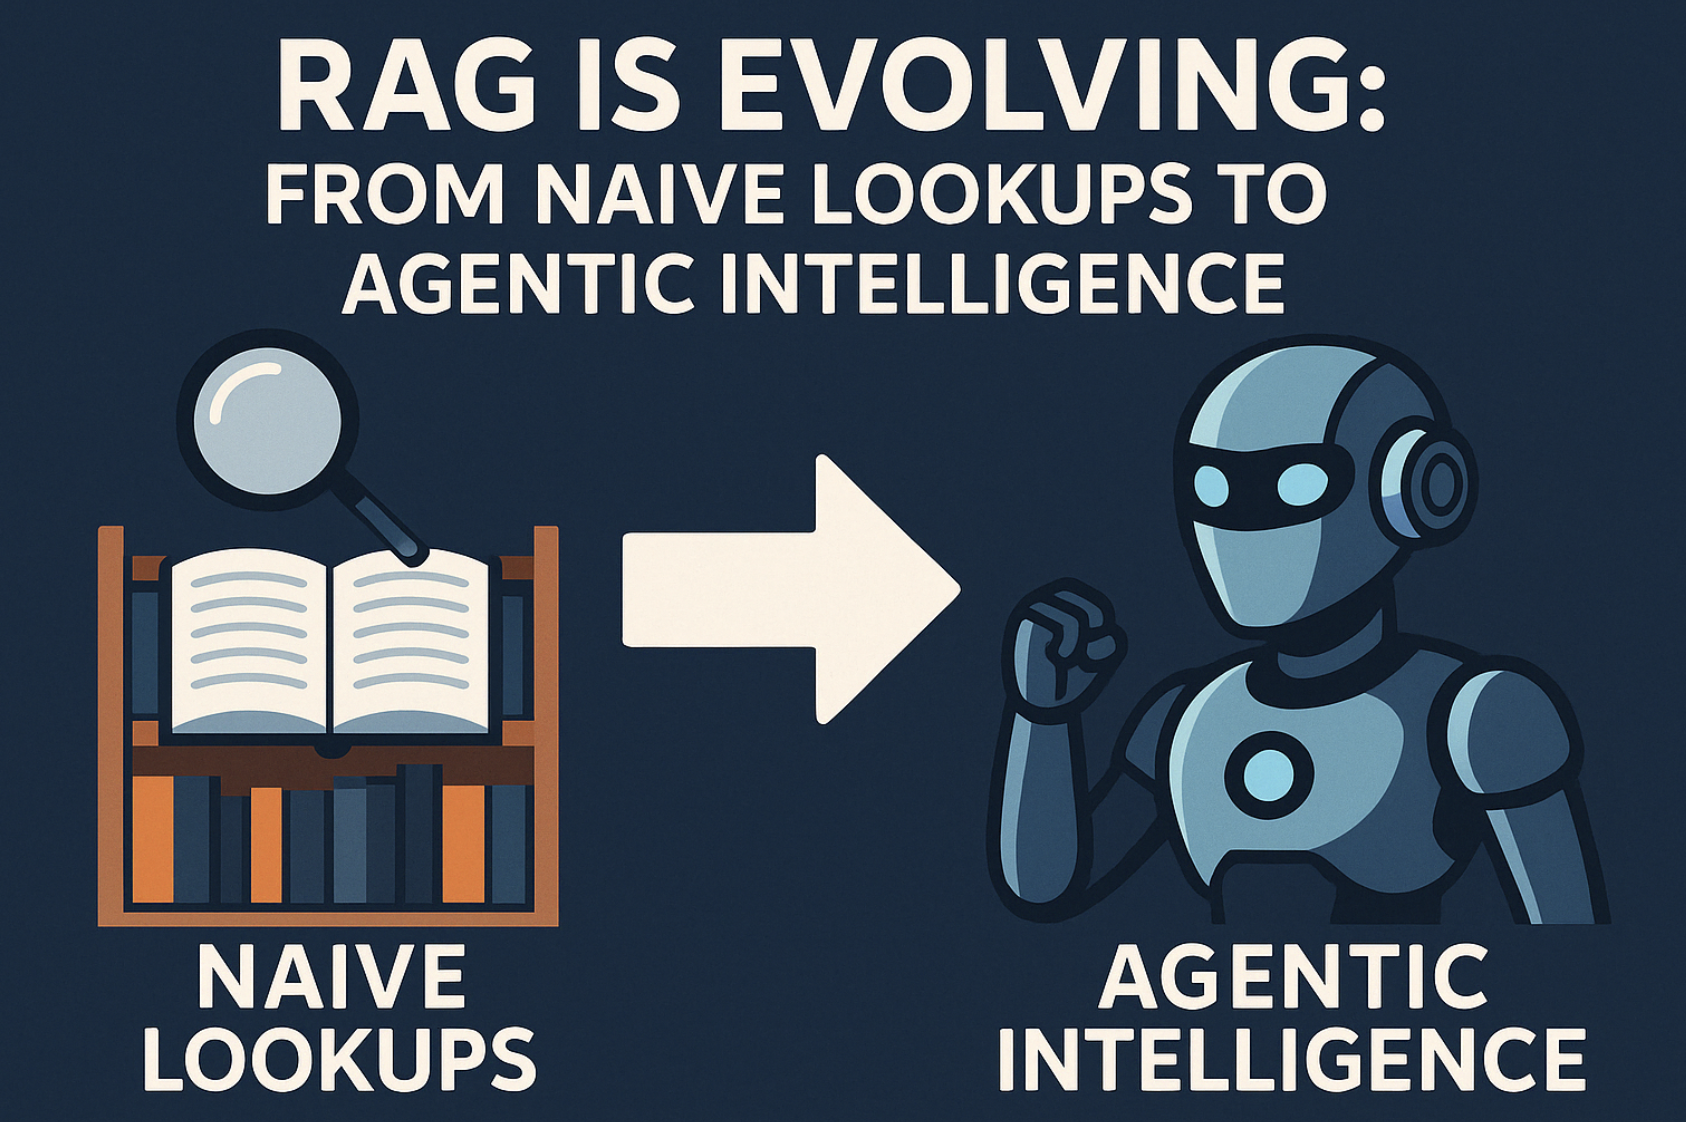 RAG IS EVOLVING:
FROM NAIVE LOOKUPS TO
AGENTIC INTELLIGENCE
NAIVE
LOOKUPS
AGENTIC
INTELLIGENCE